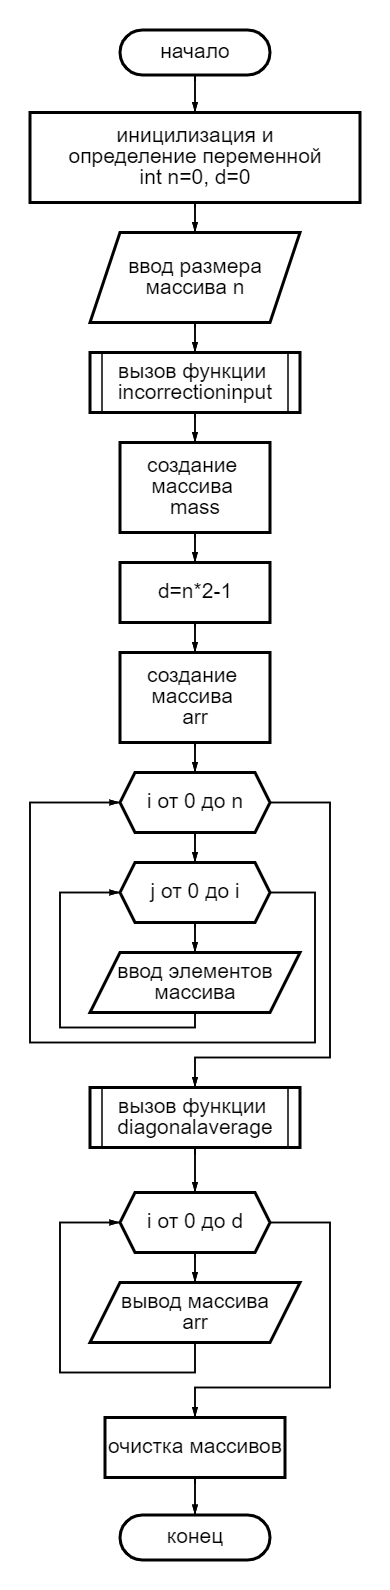 начало
иницилизация и
определение переменной
int n=0, d=0
ввод размера
массива n
вызов функции
incorrectioninput
создание
массива
mass
d=n*2-1
создание
массива
arr
i от 0 до n
j от 0 до i
ввод элементов
массива
вызов функции
diagonalaverage
i от 0 до d
вывод массива
arr
очистка массивов
конец